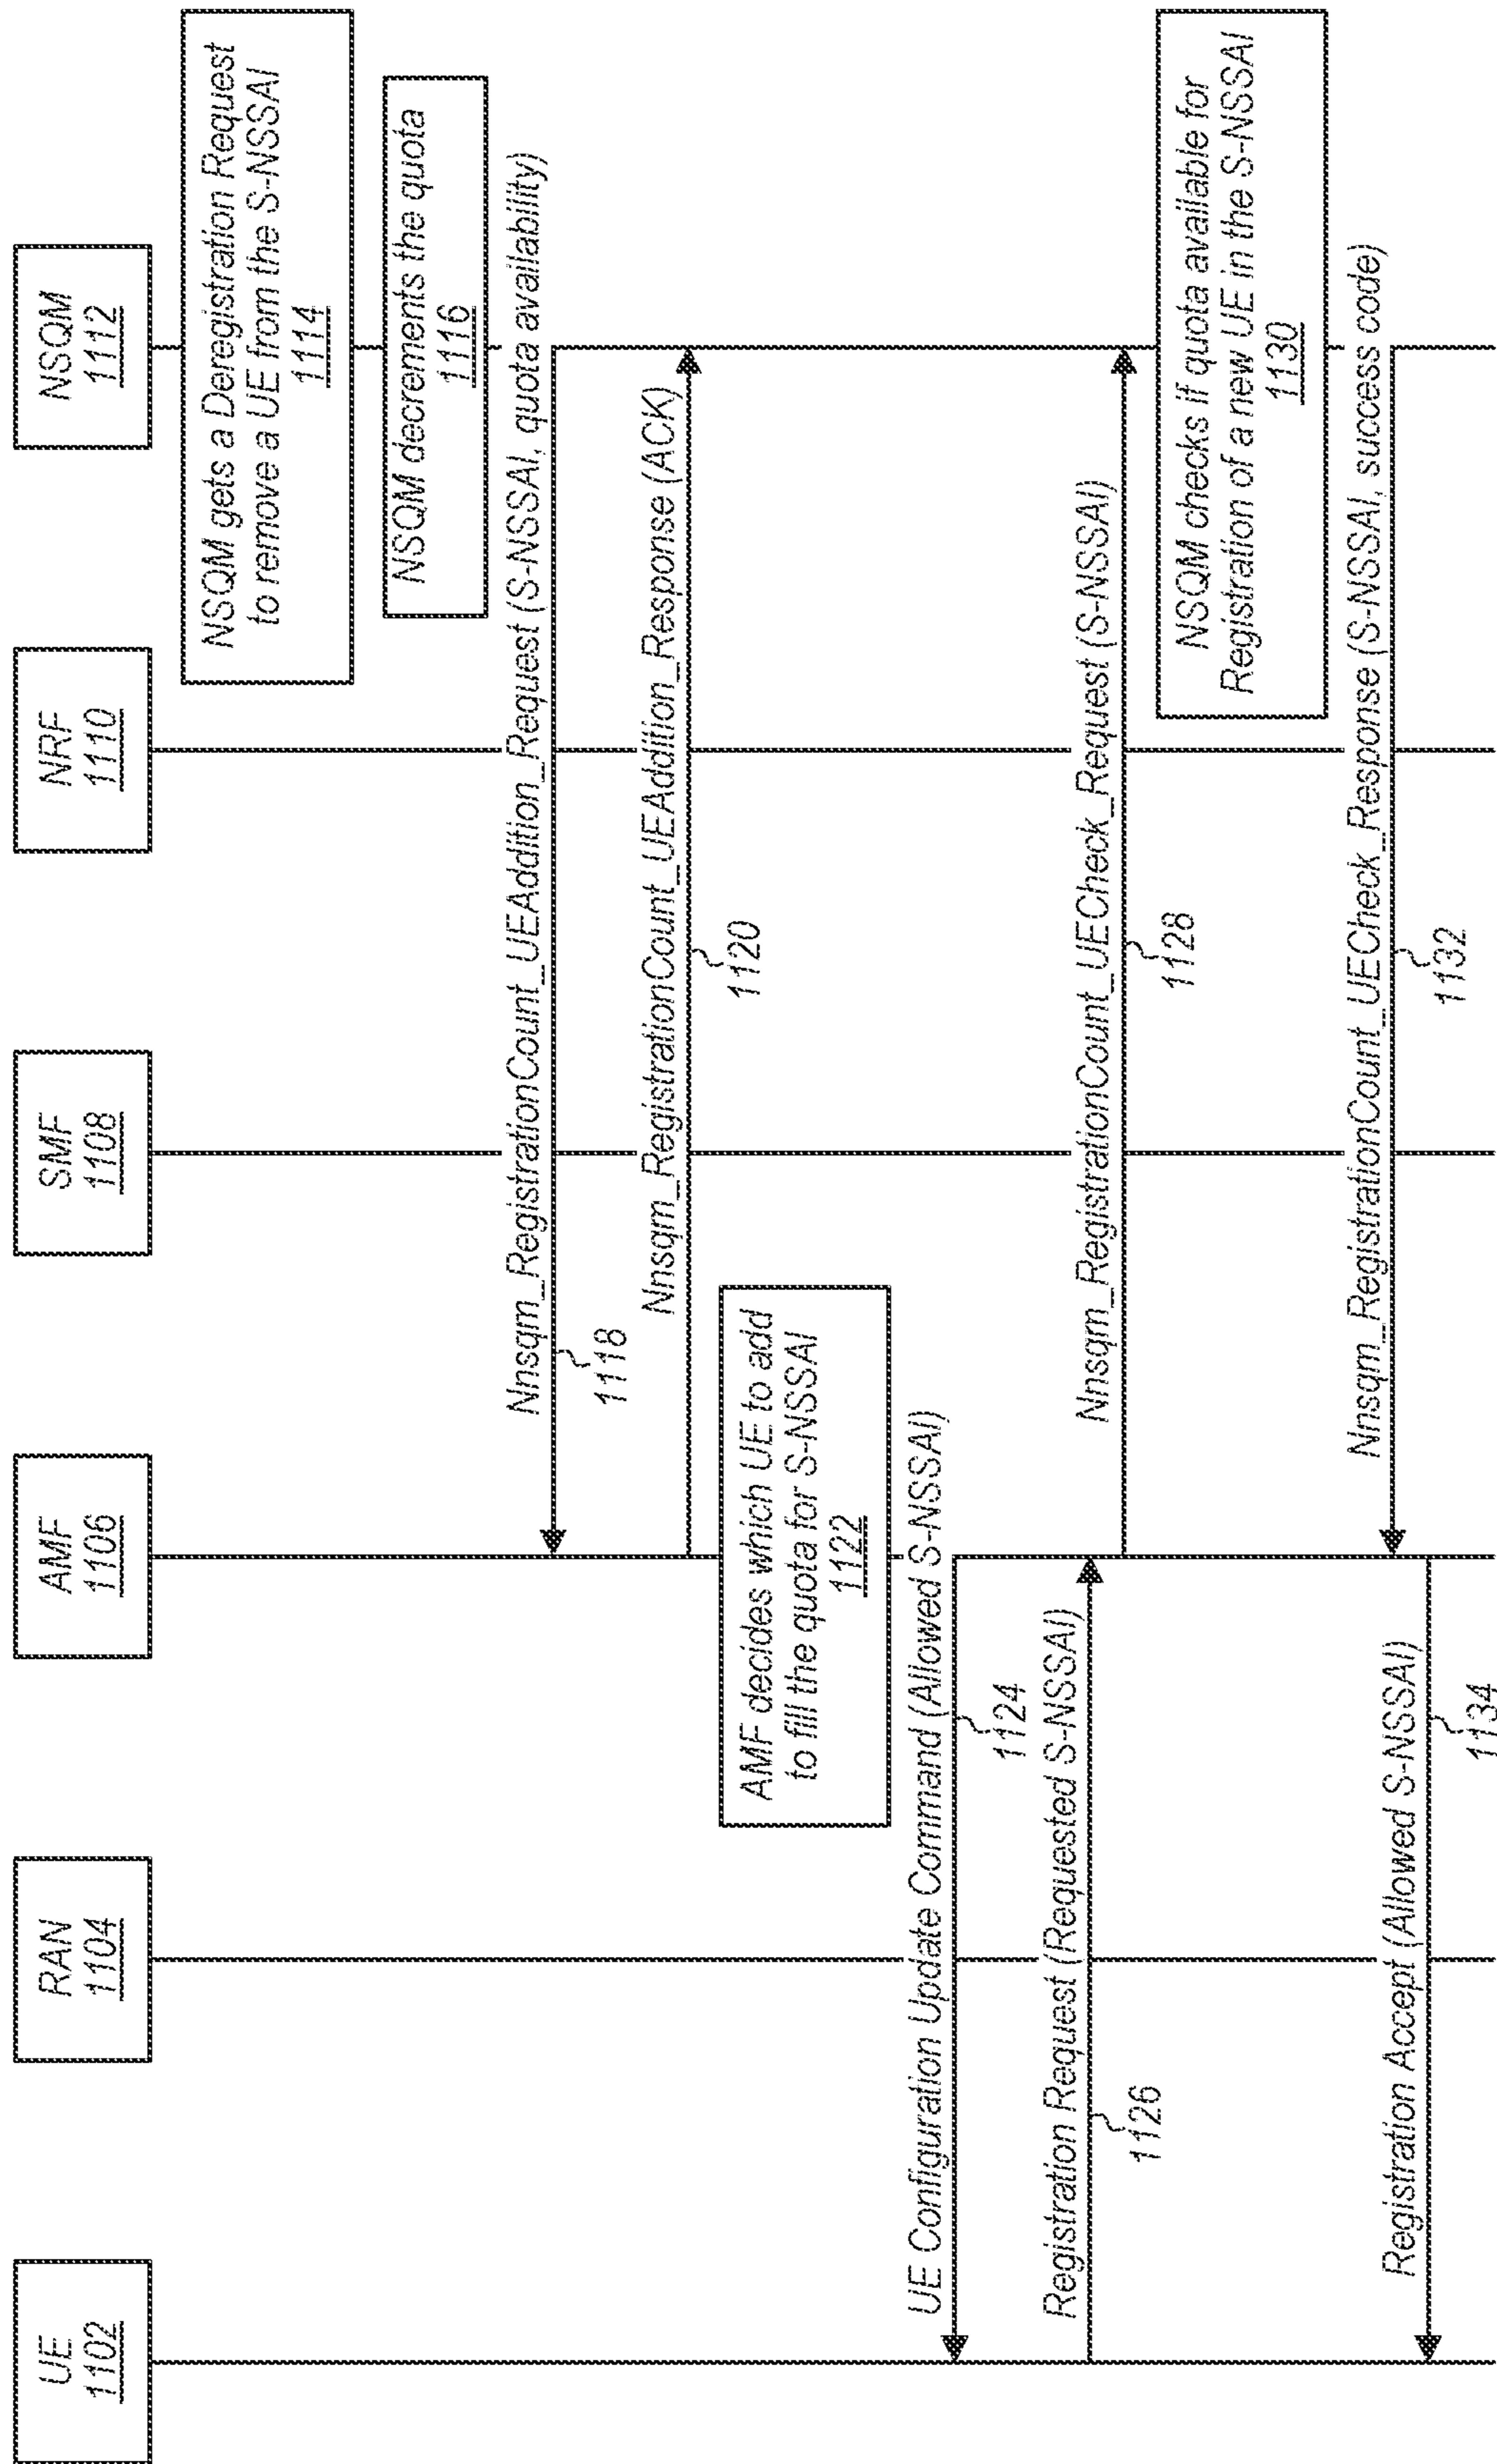 UE
1102
RAN
1104
AMF
1106
SMF
1108
NRF
1110
NSQM
1112
NSQM gets a Deregistration Request
to remove a UE from the S-NSSAI
1114
NSQM decrements the quota
1116
Nnsqm_RegistrationCount_UEAddition_Request (S-NSSAI, quota availability)
1118
Nnsqm_RegistrationCount_UEAddition_Response (ACK)
1120
AMF decides which UE to add
to fill the quota for S-NSSAI
1122
UE Configuration Update Command (Allowed S-NSSAI)
1124
Registration Request (Requested S-NSSAI)
1126
Nnsqm_RegistrationCount_UECheck_Request (S-NSSAI)
1128
NSQM checks if quota available for
Registration of a new UE in the S-NSSAI
1130
Nnsqm_RegistrationCount_UECheck_Response (S-NSSAI, success code)
1132
Registration Accept (Allowed S-NSSAI)
1134